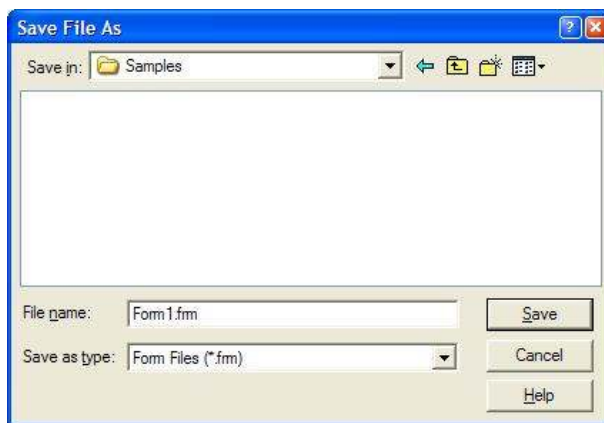 Save File As
Save in: Samples
File name: Form1.frm
Save as type: Form Files (*.frm)
Save
Cancel
Help